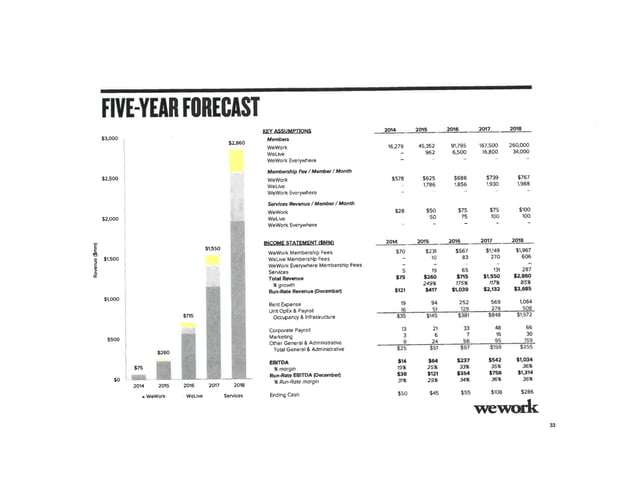 FIVE-YEAR FORECAST
$3,000
$2,500
$2,000
$1,500
$1,000
$500
$0
Revenue ($mm)
$75
$260
$715
$1,550
$2,860
2014 2015 2016 2017 2018
WeWork WeLive Services
KEY ASSUMPTIONS 2014 2015 2016 2017 2018
Members
WeWork 16,279 45,352 91,795 167,500 260,000
WeLive – 962 6,500 16,800 34,000
WeWork Everywhere – – – – –
Membership Fee / Member / Month
WeWork $578 $625 $688 $739 $767
WeLive – 1,786 1,856 1,930 1,988
WeWork Everywhere – – – – –
Services Revenue / Member / Month
WeWork $28 $50 $75 $75 $100
WeLive 50 75 100 100
WeWork Everywhere – – – – –
INCOME STATEMENT ($MM) 2014 2015 2016 2017 2018
WeWork Membership Fees $70 $231 $567 $1,149 $1,967
WeLive Membership Fees – 10 83 270 606
WeWork Everywhere Membership Fees – – – – –
Services 5 19 65 131 287
Total Revenue $75 $260 $715 $1,550 $2,860
% growth 249% 175% 117% 85%
Run-Rate Revenue (December) $121 $417 $1,039 $2,132 $3,685
Rent Expense 19 94 252 569 1,064
Unit OpEx & Payroll 16 51 129 279 508
Occupancy & Infrastructure $35 $145 $381 $848 $1,572
Corporate Payroll 13 21 33 48 66
Marketing 3 6 7 16 30
Other General & Administrative 9 24 58 95 159
Total General & Administrative $25 $51 $97 $159 $255
EBITDA $14 $64 $237 $542 $1,034
% margin 19% 25% 33% 35% 36%
Run-Rate EBITDA (December) $38 $121 $354 $758 $1,314
% Run-Rate margin 31% 29% 34% 36% 36%
Ending Cash $50 $45 $55 $108 $286
wework
33